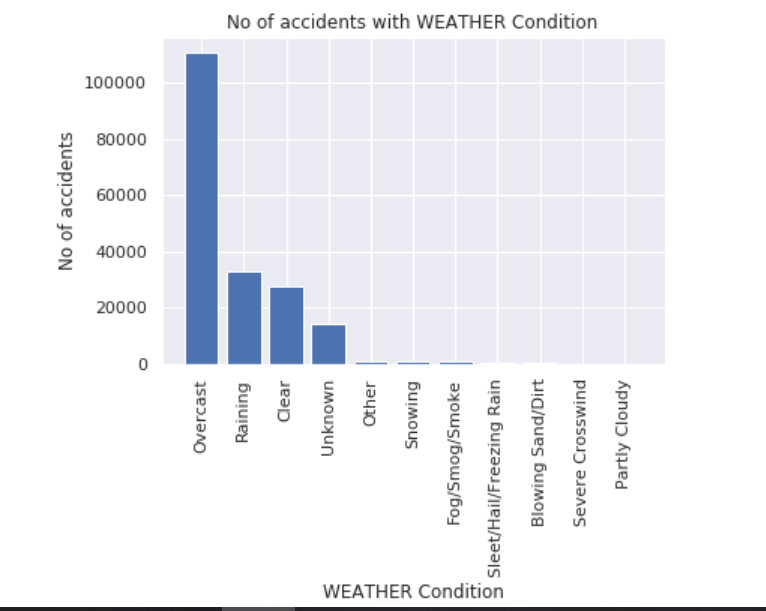 No of accidents with WEATHER Condition
No of accidents
100000
80000
60000
40000
20000
0
Overcast
Raining
Clear
Unknown
Other
Snowing
Fog/Smog/Smoke
Sleet/Hail/Freezing Rain
Blowing Sand/Dirt
Severe Crosswind
Partly Cloudy
WEATHER Condition